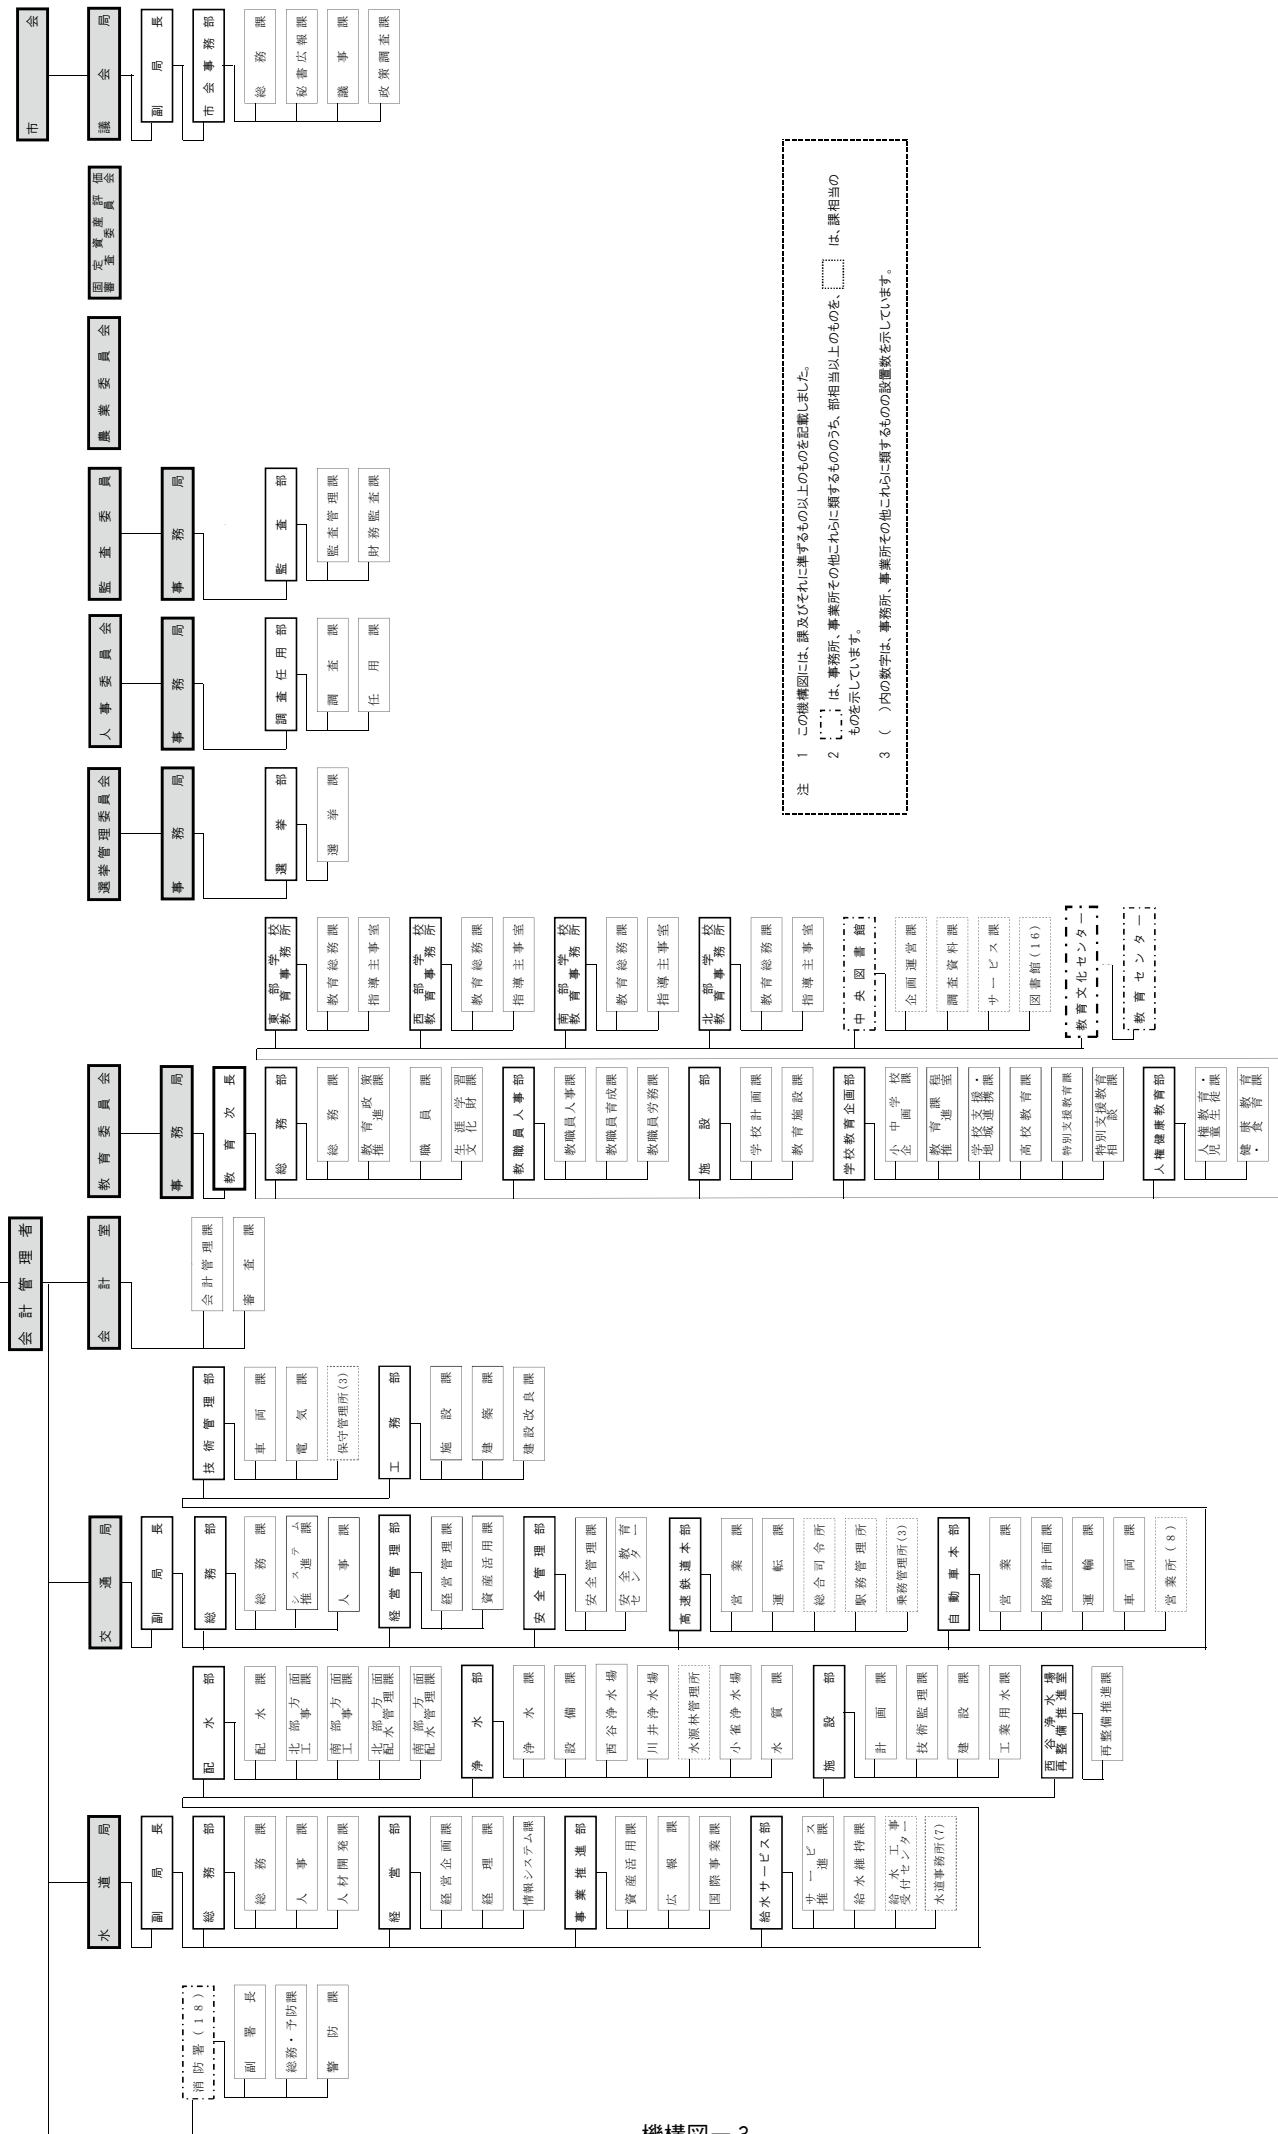 消防署(18)
副署長
総務・予防課
警防課
水道局
副局長
総務部
総務課
人事課
人材開発課
経営部
経営企画課
経理課
情報システム課
事業推進部
資産活用課
広報課
国際事業課
給水サービス部
サービス
推進課
給水維持課
給水工事
受付センター
水道事務所(7)
配水部
配水課
北部方面
工事課
南部方面
工事課
北部方面
配水管理課
南部方面
配水管理課
浄水部
浄水課
設備課
西谷浄水場
川井浄水場
水源林管理所
小雀浄水場
水質課
施設部
計画課
技術監理課
建設課
工業用水課
西谷浄水場
再整備推進室
再整備推進課
交通局
副局長
総務部
総務課
システム
推進課
人事課
経営管理部
経営管理課
資産活用課
安全管理部
安全管理課
安全教育
センター
高速鉄道本部
営業課
運転課
総合司令所
駅務管理所
乗務管理所(3)
自動車本部
営業課
路線計画課
運輸課
車両課
営業所(8)
技術管理部
車両課
電気課
保守管理所(3)
工務部
施設課
建築課
建設改良課
会計管理者
会計室
会計管理課
審査課
教育委員会
事務局
教育次長
総務部
総務課
教育政策
推進課
職員課
生涯学習
文化財課
教職員人事部
教職員人事課
教職員育成課
教職員労務課
施設部
学校計画課
教育施設課
学校教育企画部
小中学校
企画課
教育課程
推進室
学校支援・
地域連携課
高校教育課
特別支援教育課
特別支援教育
相談課
人権健康教育部
人権教育・
児童生徒課
健康教育
・食育課
東部学校
教育事務所
教育総務課
指導主事室
西部学校
教育事務所
教育総務課
指導主事室
南部学校
教育事務所
教育総務課
指導主事室
北部学校
教育事務所
教育総務課
指導主事室
中央図書館
企画運営課
調査資料課
サービス課
図書館(16)
教育文化センター
教育センター
選挙管理委員会
事務局
選挙部
選挙課
人事委員会
事務局
調査任用部
調査課
任用課
監査委員
事務局
監査部
監査管理課
財務監査課
農業委員会
固定資産評価
審査委員会
市会
議会局
副局長
市会事務部
総務課
秘書広報課
議事課
政策調査課
注 1 この機構図には、課及びそれに準ずるもの以上のものを記載しました。
2 は、事務所、事業所その他これらに類するもののうち、部相当以上のものを、 は、課相当の
ものを示しています。
3 ( )内の数字は、事務所、事業所その他これらに類するものの設置数を示しています。
機構図－3